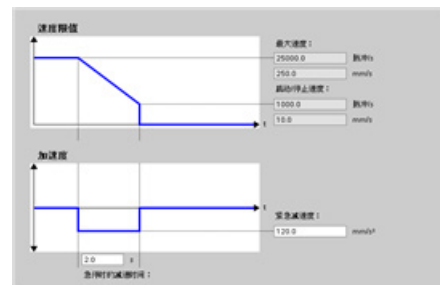 速度限值
最大速度：
25000.0 脉冲/s
250.0 mm/s
启动/停止速度：
1000.0 脉冲/s
10.0 mm/s
t
加速度
t
紧急减速度：
120.0 mm/s²
2.0 s
急停时的减速时间：